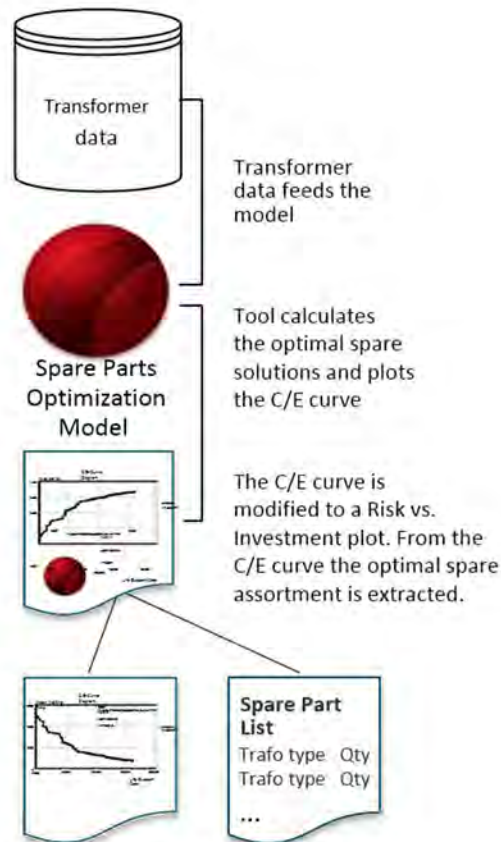 Transformer
data
Transformer
data feeds the
model
Spare Parts
Optimization
Model
Tool calculates
the optimal spare
solutions and plots
the C/E curve
The C/E curve is
modified to a Risk vs.
Investment plot. From the
C/E curve the optimal spare
assortment is extracted.
Spare Part
List
Trafo type Qty
Trafo type Qty
...